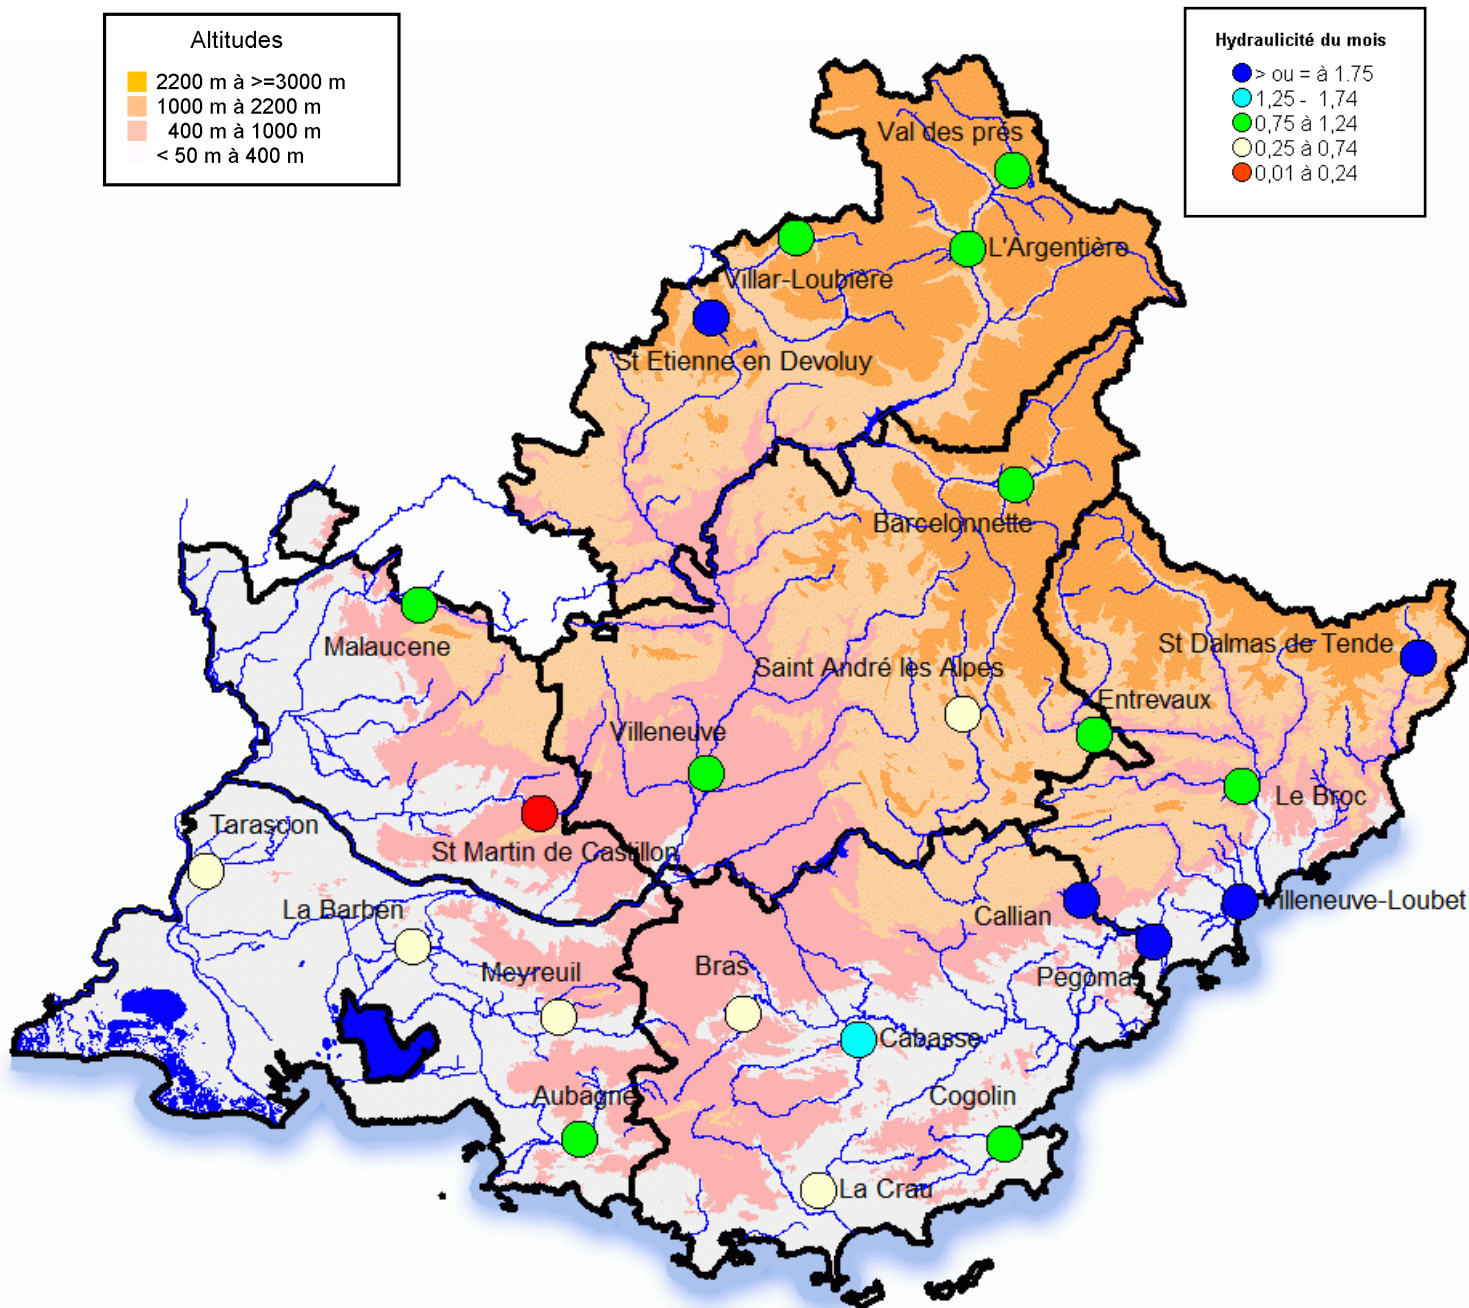 Altitudes
2200 m à >=3000 m
1000 m à 2200 m
400 m à 1000 m
< 50 m à 400 m
Hydraulicité du mois
> ou = à 1.75
1,25 - 1,74
0,75 à 1,24
0,25 à 0,74
0,01 à 0,24
Val des prés
L'Argentière
Villar-Loubière
St Etienne en Devoluy
Barcelonnette
Malaucene
St Dalmas de Tende
Saint André les Alpes
Entrevaux
Villeneuve
Le Broc
Tarascon
St Martin de Castillon
La Barben
Callian
Villeneuve-Loubet
Meyreuil
Bras
Pegomas
Cabasse
Aubagne
Cogolin
La Crau